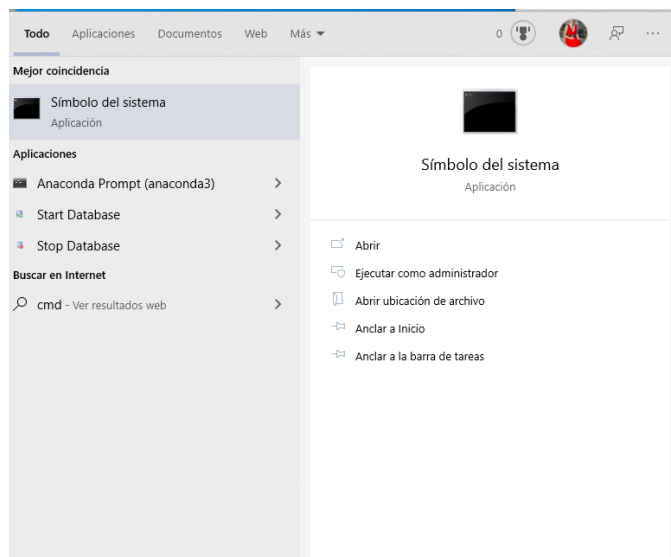 Todo Aplicaciones Documentos Web Más 0
Mejor coincidencia
Símbolo del sistema
Aplicación
Aplicaciones
Anaconda Prompt (anaconda3)
Start Database
Stop Database
Buscar en Internet
cmd - Ver resultados web
Símbolo del sistema
Aplicación
Abrir
Ejecutar como administrador
Abrir ubicación de archivo
Anclar a Inicio
Anclar a la barra de tareas